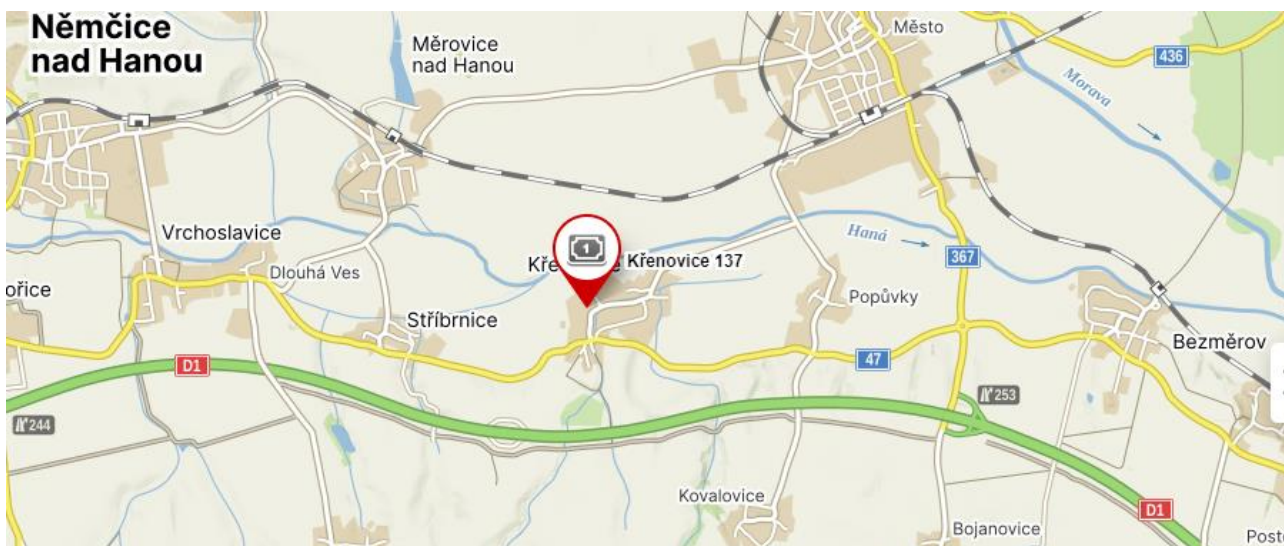 Němčice
nad Hanou
Měrovice
nad Hanou
Město
436
Morava
Vrchoslavice
Dlouhá Ves
Haná
1
Křenovice 137
367
ořice
Stříbrnice
Popůvky
Bezměrov
D1
47
244
253
Kovalovice
Bojanovice
D1